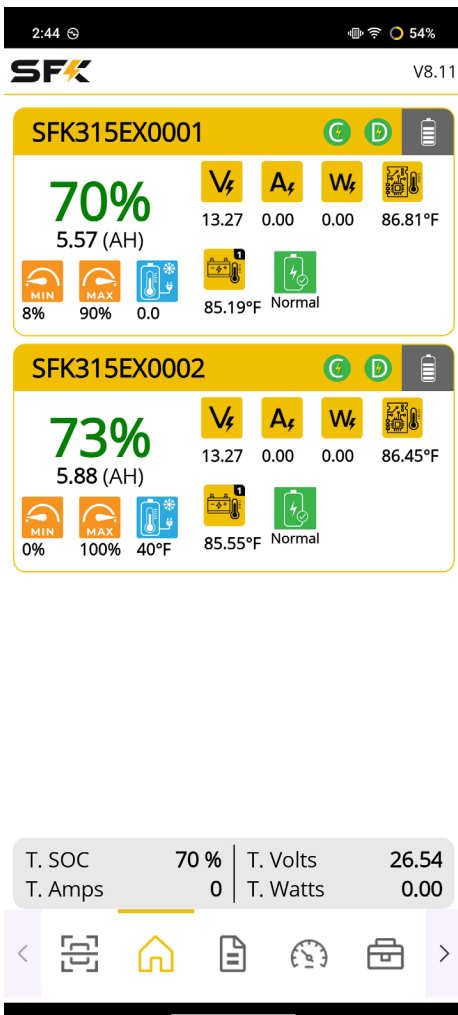 2:44 54%
SFK V8.11
SFK315EX0001 C D
70% V A W
5.57 (AH) 13.27 0.00 0.00 86.81°F
MIN MAX 1
8% 90% 0.0 85.19°F Normal
SFK315EX0002 C D
73% V A W
5.88 (AH) 13.27 0.00 0.00 86.45°F
MIN MAX 1
0% 100% 40°F 85.55°F Normal
T. SOC 70 % T. Volts 26.54
T. Amps 0 T. Watts 0.00